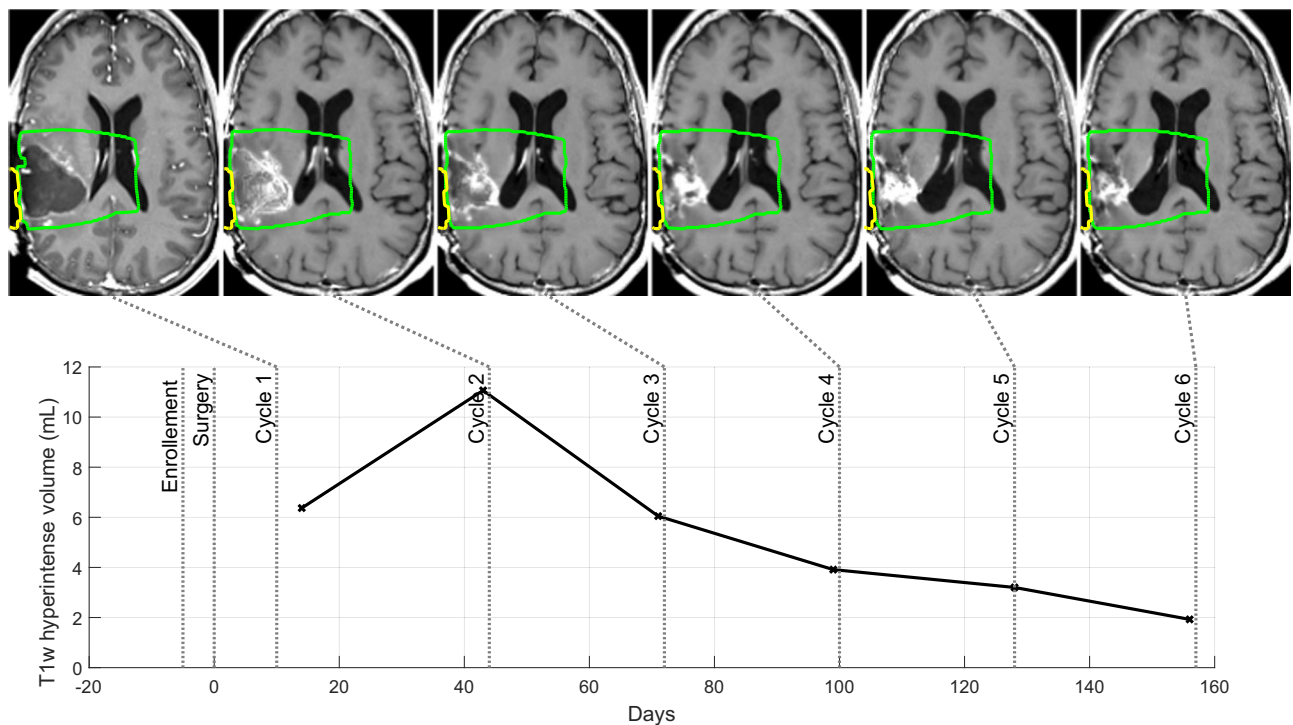 T1w hyperintense volume (mL)
12
10
8
6
4
2
0
Enrollement
Surgery
Cycle 1
Cycle 2
Cycle 3
Cycle 4
Cycle 5
Cycle 6
-20
0
20
40
60
80
100
120
140
160
Days